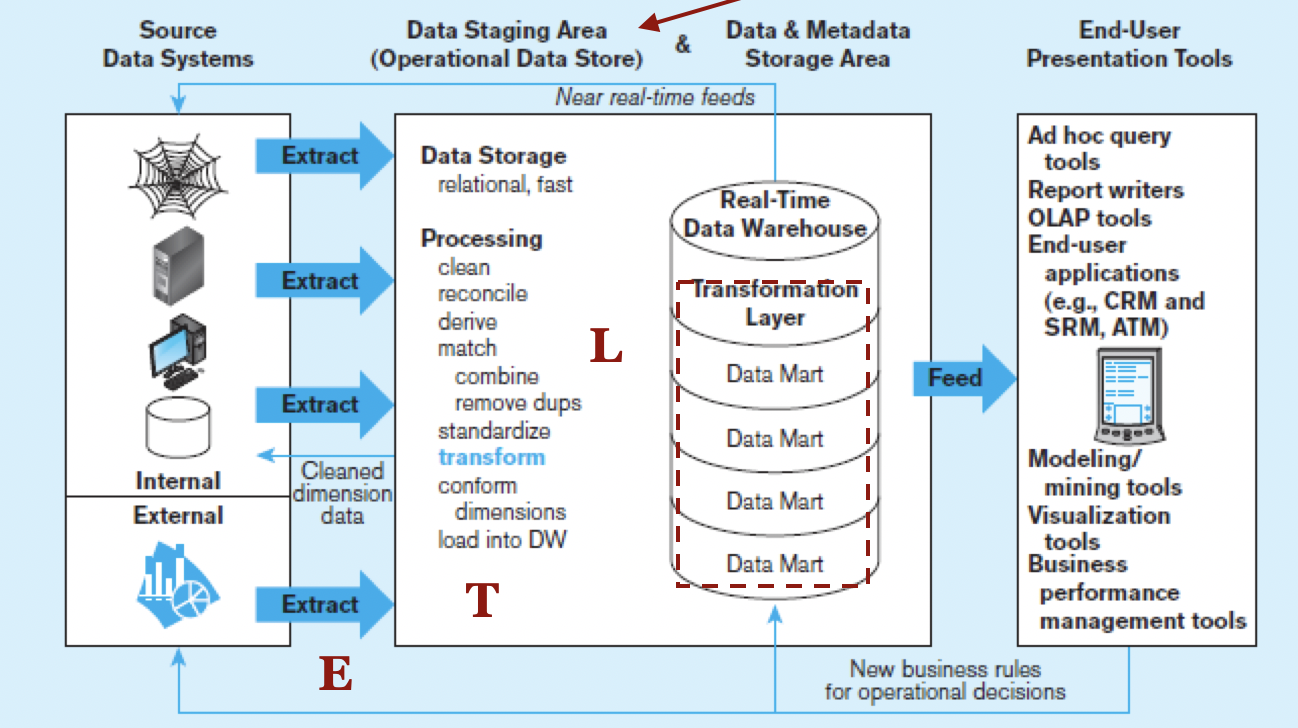 Source
Data Systems
Data Staging Area
(Operational Data Store)
&
Data & Metadata
Storage Area
End-User
Presentation Tools
Near real-time feeds
Extract
Extract
Extract
Internal
External
Extract
E
Cleaned
dimension
data
Data Storage
relational, fast
Processing
clean
reconcile
derive
match
combine
remove dups
standardize
transform
conform
dimensions
load into DW
T
L
Real-Time
Data Warehouse
Transformation
Layer
Data Mart
Data Mart
Data Mart
Data Mart
Feed
Ad hoc query
tools
Report writers
OLAP tools
End-user
applications
(e.g., CRM and
SRM, ATM)
Modeling/
mining tools
Visualization
tools
Business
performance
management tools
New business rules
for operational decisions